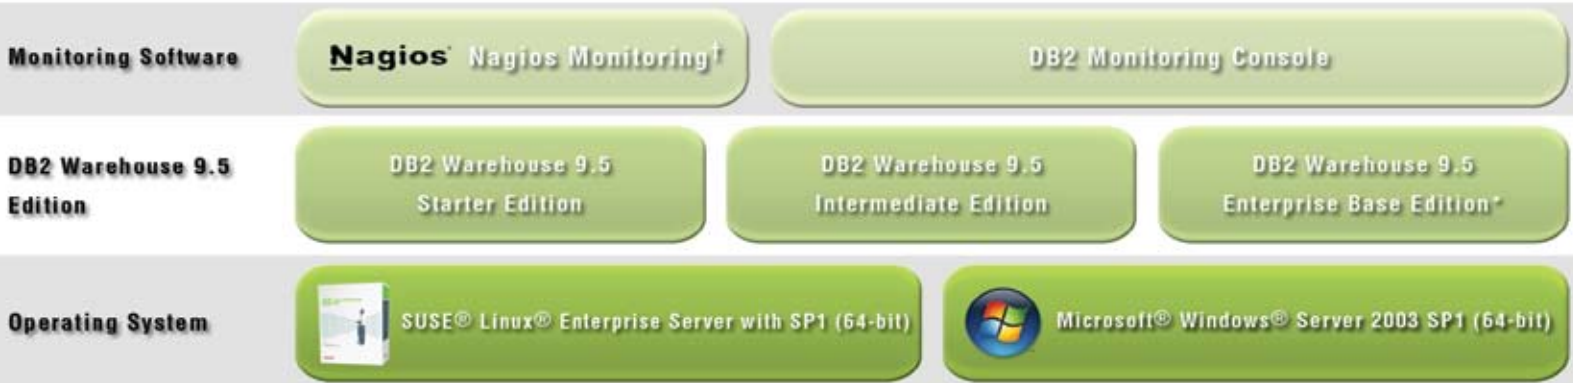 Monitoring Software
Nagios® Nagios Monitoring†
DB2 Monitoring Console
DB2 Warehouse 9.5
Edition
DB2 Warehouse 9.5
Starter Edition
DB2 Warehouse 9.5
Intermediate Edition
DB2 Warehouse 9.5
Enterprise Base Edition*
Operating System
SUSE® Linux® Enterprise Server with SP1 (64-bit)
Microsoft® Windows® Server 2003 SP1 (64-bit)